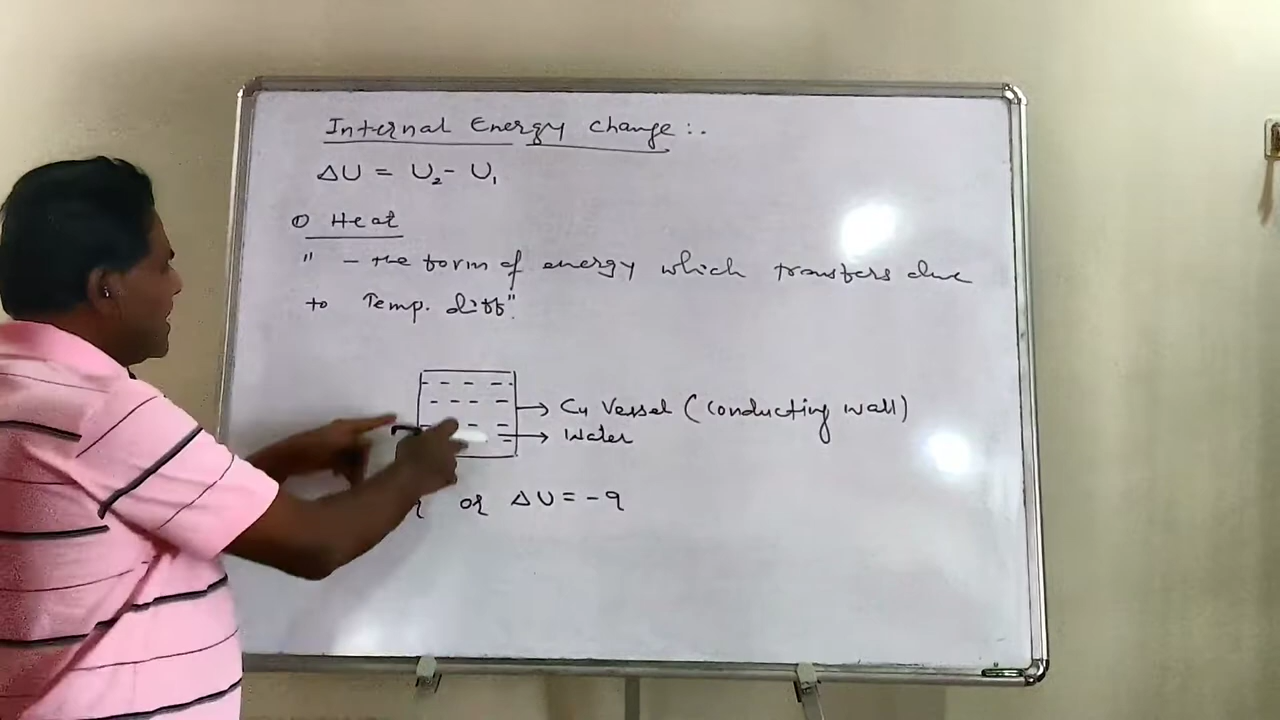 Internal Energy change :.
ΔU = U₂ - U₁
① Heat
" - the form of energy which transfers due
to Temp. diff".
→ Cu Vessel (conducting wall)
→ Water
q or ΔU = -q